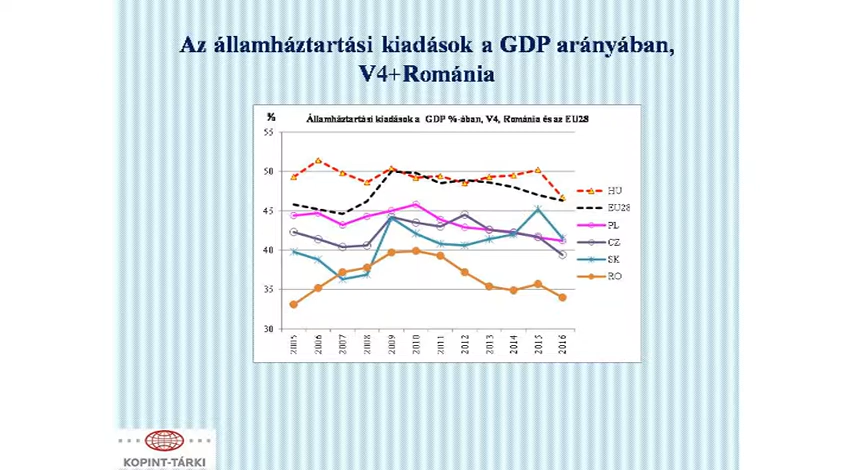 Az államháztartási kiadások a GDP arányában,
V4+Románia
%
Államháztartási kiadások a GDP %-ában, V4, Románia és az EU28
55
50
45
40
35
30
2005
2006
2007
2008
2009
2010
2011
2012
2013
2014
2015
2016
HU
EU28
PL
CZ
SK
RO
KOPINT-TÁRKI